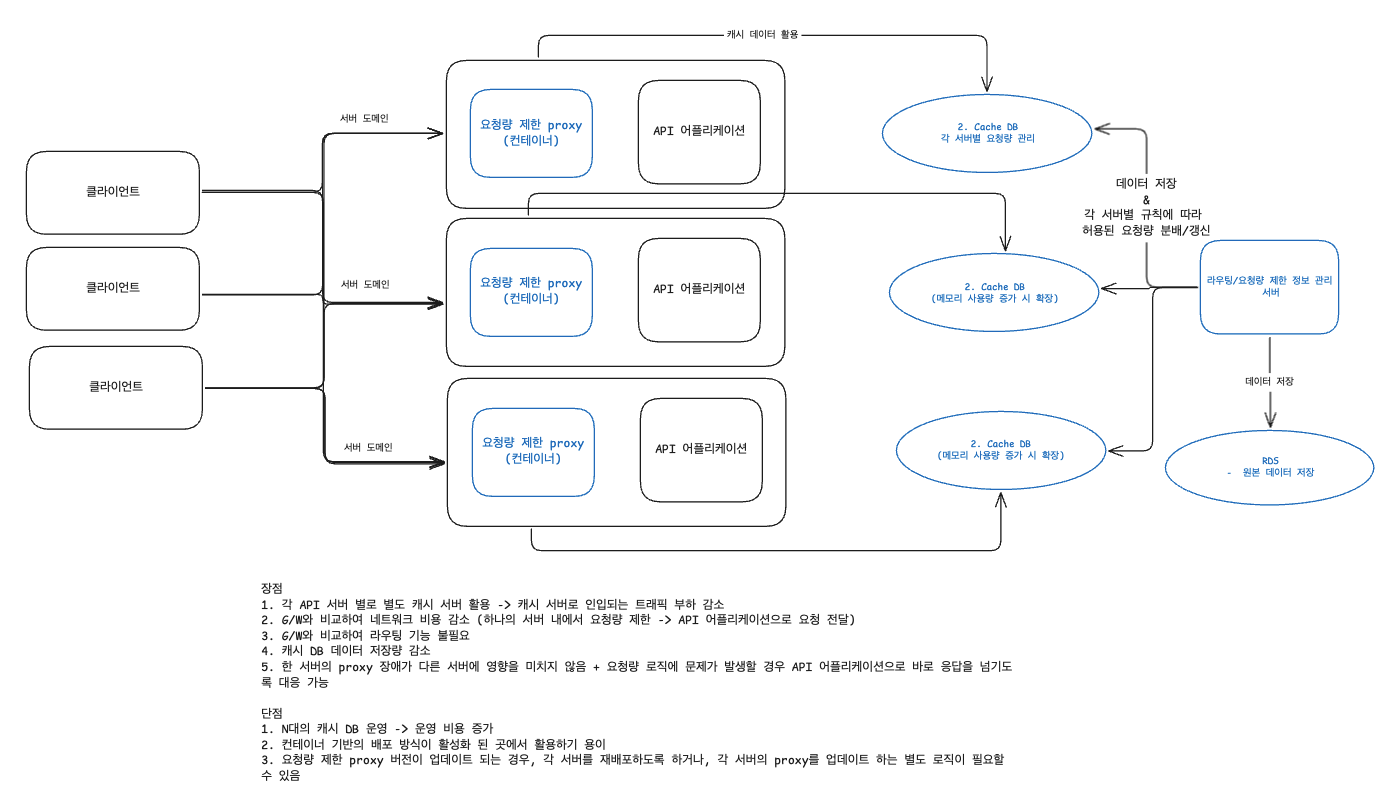 캐시 데이터 활용
서버 도메인
요청량 제한 proxy
(컨테이너)
API 어플리케이션
2. Cache DB
각 서버별 요청량 관리
클라이언트
데이터 저장
&
각 서버별 규칙에 따라
허용된 요청량 분배/갱신
클라이언트
서버 도메인
요청량 제한 proxy
(컨테이너)
API 어플리케이션
2. Cache DB
(메모리 사용량 증가 시 확장)
라우팅/요청량 제한 정보 관리
서버
클라이언트
데이터 저장
서버 도메인
요청량 제한 proxy
(컨테이너)
API 어플리케이션
2. Cache DB
(메모리 사용량 증가 시 확장)
RDS
- 원본 데이터 저장
장점
1. 각 API 서버 별로 별도 캐시 서버 활용 -> 캐시 서버로 인입되는 트래픽 부하 감소
2. G/W와 비교하여 네트워크 비용 감소 (하나의 서버 내에서 요청량 제한 -> API 어플리케이션으로 요청 전달)
3. G/W와 비교하여 라우팅 기능 불필요
4. 캐시 DB 데이터 저장량 감소
5. 한 서버의 proxy 장애가 다른 서버에 영향을 미치지 않음 + 요청량 로직에 문제가 발생할 경우 API 어플리케이션으로 바로 응답을 넘기도
록 대응 가능
단점
1. N대의 캐시 DB 운영 -> 운영 비용 증가
2. 컨테이너 기반의 배포 방식이 활성화 된 곳에서 활용하기 용이
3. 요청량 제한 proxy 버전이 업데이트 되는 경우, 각 서버를 재배포하도록 하거나, 각 서버의 proxy를 업데이트 하는 별도 로직이 필요할
수 있음